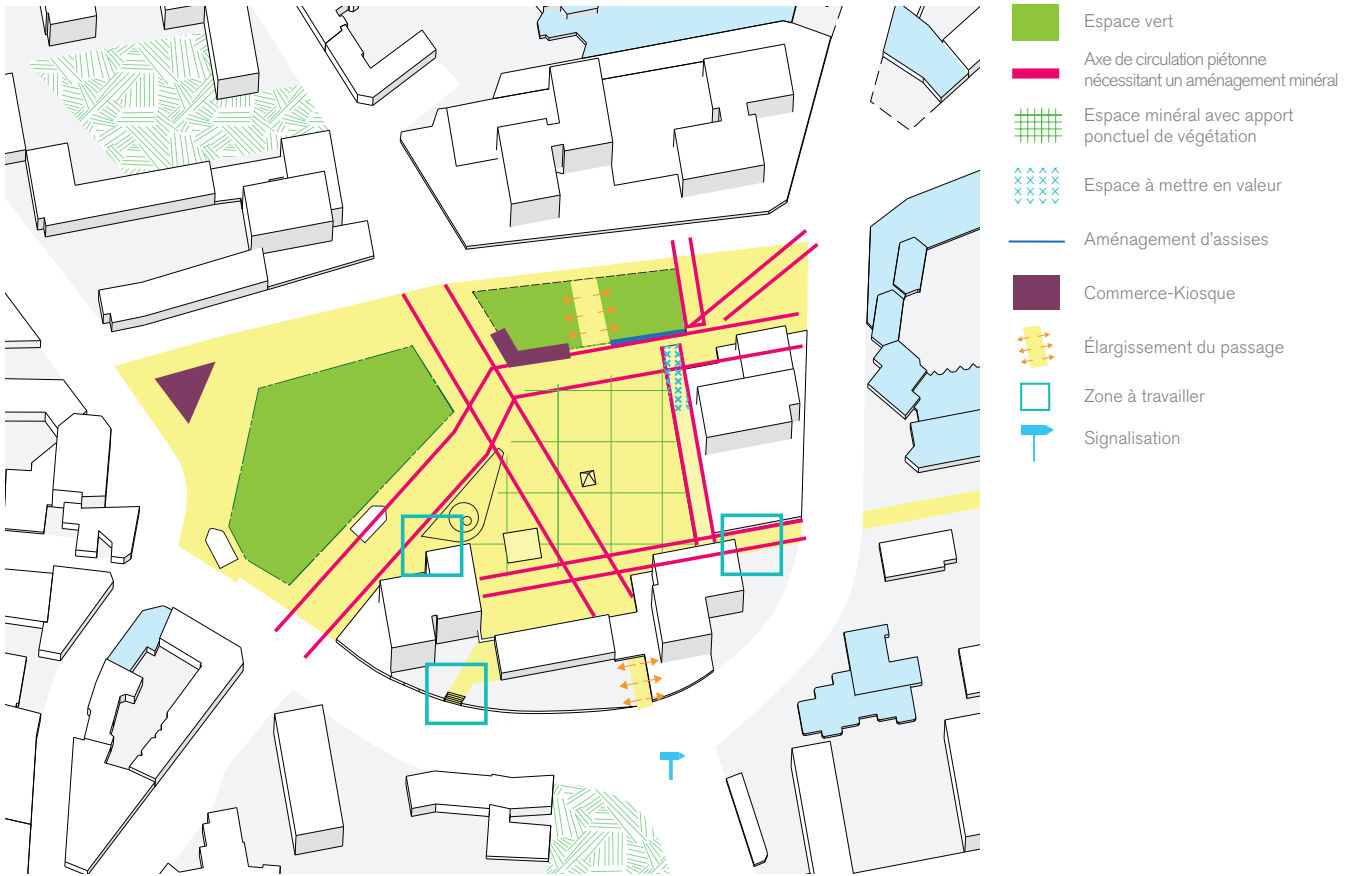 Espace vert
Axe de circulation piétonne
nécessitant un aménagement minéral
Espace minéral avec apport
ponctuel de végétation
Espace à mettre en valeur
Aménagement d'assises
Commerce-Kiosque
Élargissement du passage
Zone à travailler
Signalisation